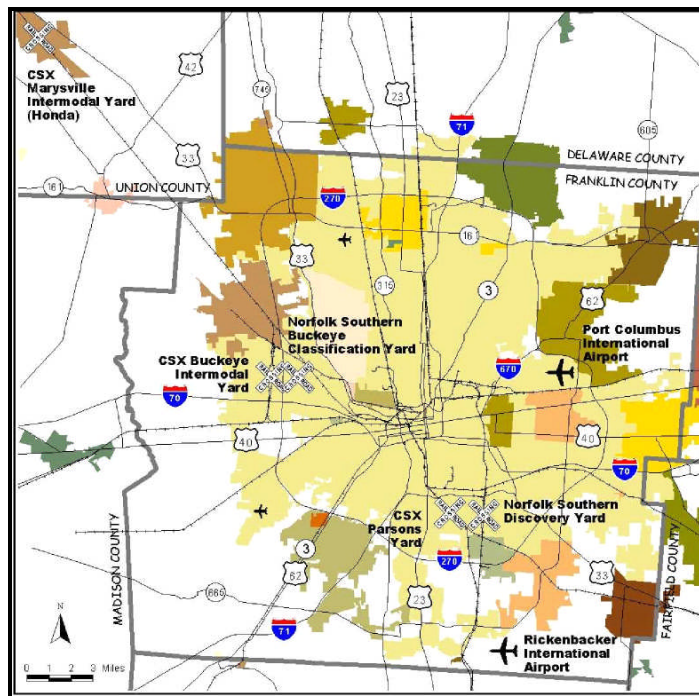 CSX
Marysville
Intermodal Yard
(Honda)
42
745
23
71
605
33
DELAWARE COUNTY
FRANKLIN COUNTY
161
UNION COUNTY
270
161
33
315
3
62
Norfolk Southern
Buckeye
Classification Yard
Port Columbus
International
Airport
CSX Buckeye
Intermodal
Yard
670
70
40
40
70
CSX
Parsons
Yard
Norfolk Southern
Discovery Yard
MADISON COUNTY
3
270
62
33
FAIRFIELD COUNTY
665
23
71
N
Rickenbacker
International
Airport
0 1 2 3 Miles